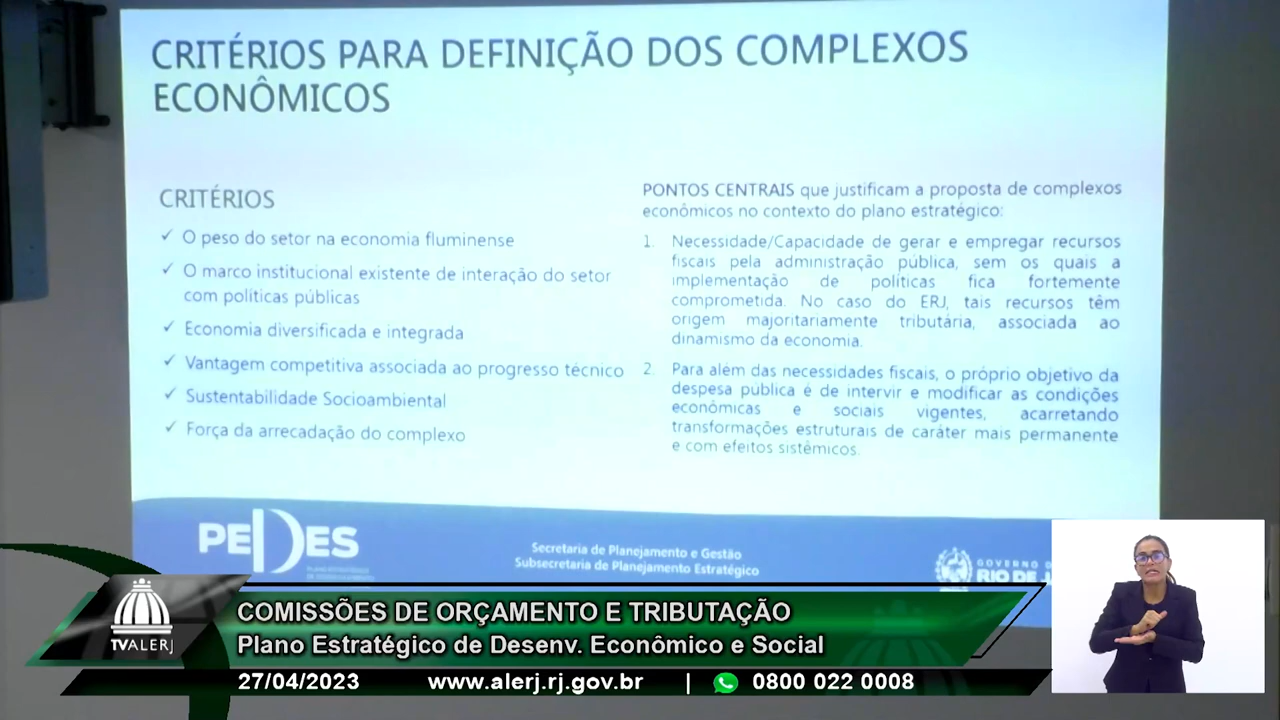 CRITÉRIOS PARA DEFINIÇÃO DOS COMPLEXOS
ECONÔMICOS
CRITÉRIOS
✓ O peso do setor na economia fluminense
✓ O marco institucional existente de interação do setor
com políticas públicas
✓ Economia diversificada e integrada
✓ Vantagem competitiva associada ao progresso técnico
✓ Sustentabilidade Socioambiental
✓ Força da arrecadação do complexo
PONTOS CENTRAIS que justificam a proposta de complexos
econômicos no contexto do plano estratégico:
1. Necessidade/Capacidade de gerar e empregar recursos
fiscais pela administração pública, sem os quais a
implementação de políticas fica fortemente
comprometida. No caso do ERJ, tais recursos têm
origem majoritariamente tributária, associada ao
dinamismo da economia.
2. Para além das necessidades fiscais, o próprio objetivo da
despesa pública é de intervir e modificar as condições
econômicas e sociais vigentes, acarretando
transformações estruturais de caráter mais permanente
e com efeitos sistêmicos.
PEDES
Secretaria de Planejamento e Gestão
Subsecretaria de Planejamento Estratégico
GOVERNO
RIO DE
TVALERJ
COMISSÕES DE ORÇAMENTO E TRIBUTAÇÃO
Plano Estratégico de Desenv. Econômico e Social
27/04/2023 www.alerj.rj.gov.br | 0800 022 0008